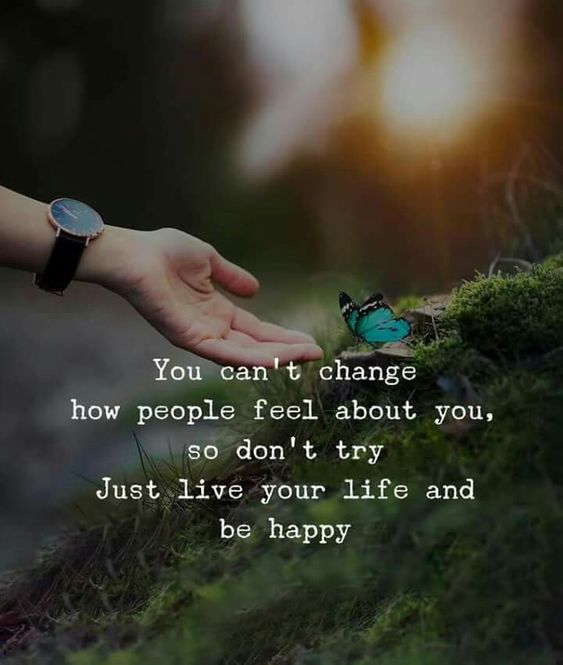 You can't change
how people feel about you,
so don't try
Just live your life and
be happy